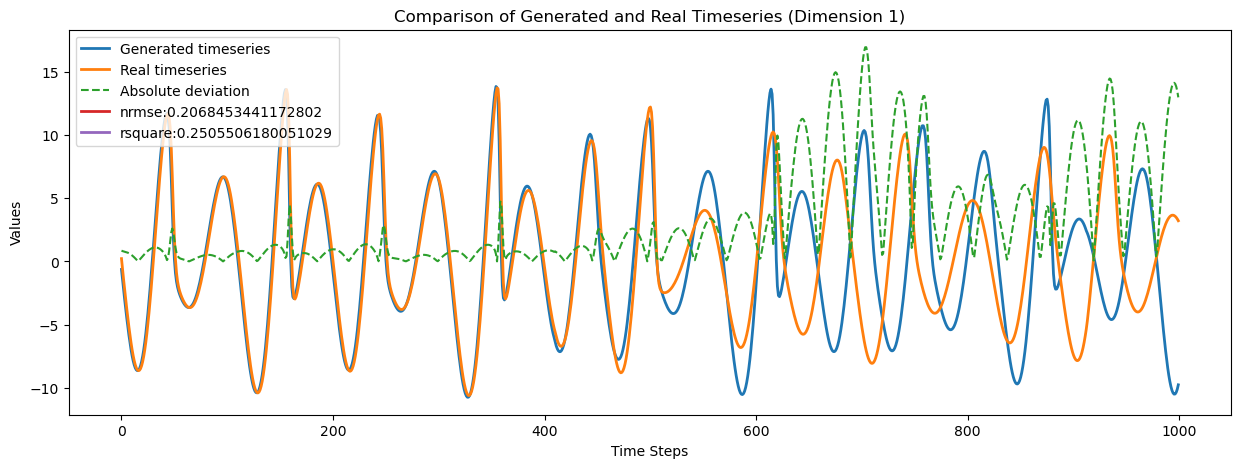 Comparison of Generated and Real Timeseries (Dimension 1)
Generated timeseries
Real timeseries
Absolute deviation
nrmse:0.2068453441172802
rsquare:0.2505506180051029
Values
15
10
5
0
−5
−10
0
200
400
600
800
1000
Time Steps